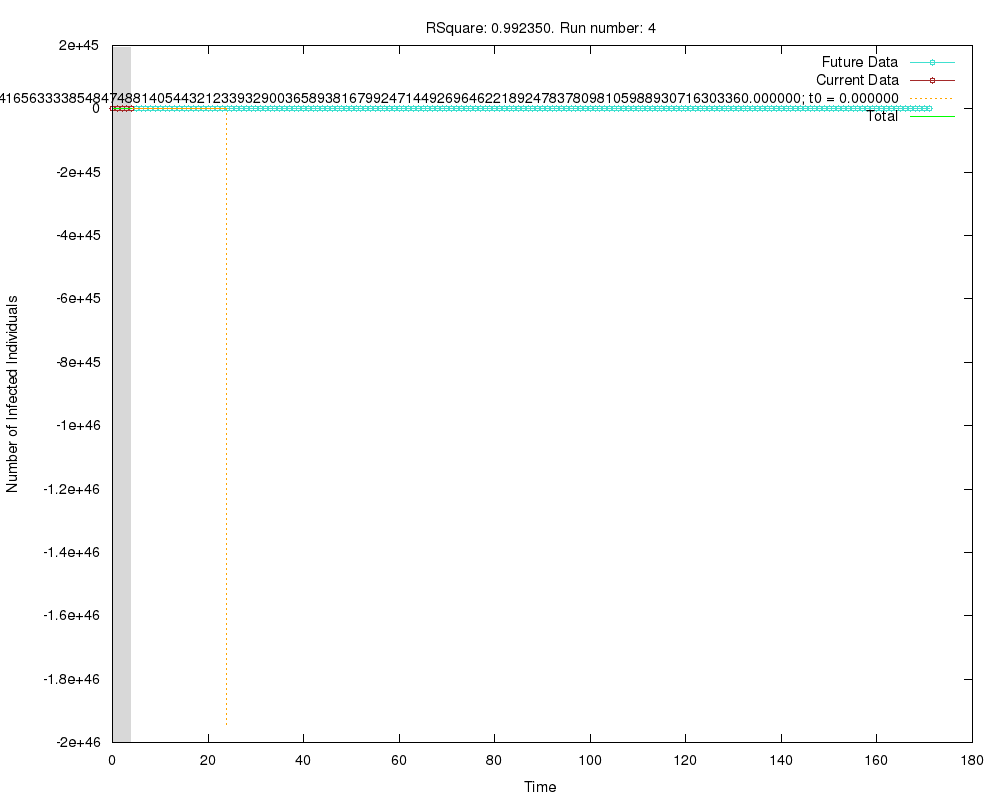 RSquare: 0.992350. Run number: 4
2e+45
0
-2e+45
-4e+45
-6e+45
-8e+45
-1e+46
-1.2e+46
-1.4e+46
-1.6e+46
-1.8e+46
-2e+46
Number of Infected Individuals
Future Data
Current Data
4165633338548474881405443212339329003658938167992471449269646221892478378098105988930716303360.000000; t0 = 0.000000
Total
0 20 40 60 80 100 120 140 160 180
Time